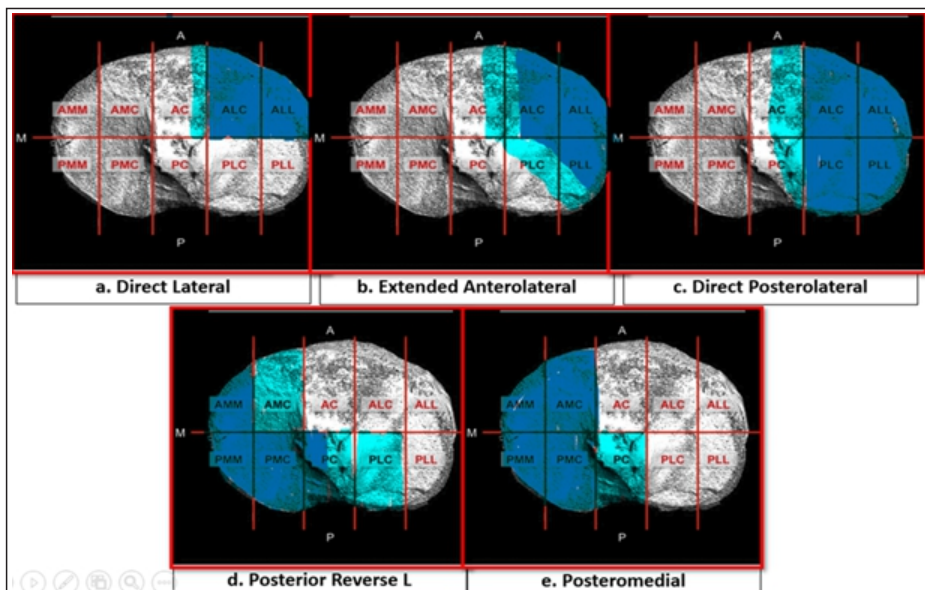 A
A
A
AMM AMC AC ALC ALL
AMM AMC AC ALC ALL
AMM AMC AC ALC ALL
M
M
M
PMM PMC PC PLC PLL
PMM PMC PC PLC PLL
PMM PMC PC PLC PLL
P
P
P
a. Direct Lateral
b. Extended Anterolateral
c. Direct Posterolateral
A
A
AMM AMC AC ALC ALL
AMM AMC AC ALC ALL
M
M
PMM PMC PC PLC PLL
PMM PMC PC PLC PLL
P
P
d. Posterior Reverse L
e. Posteromedial